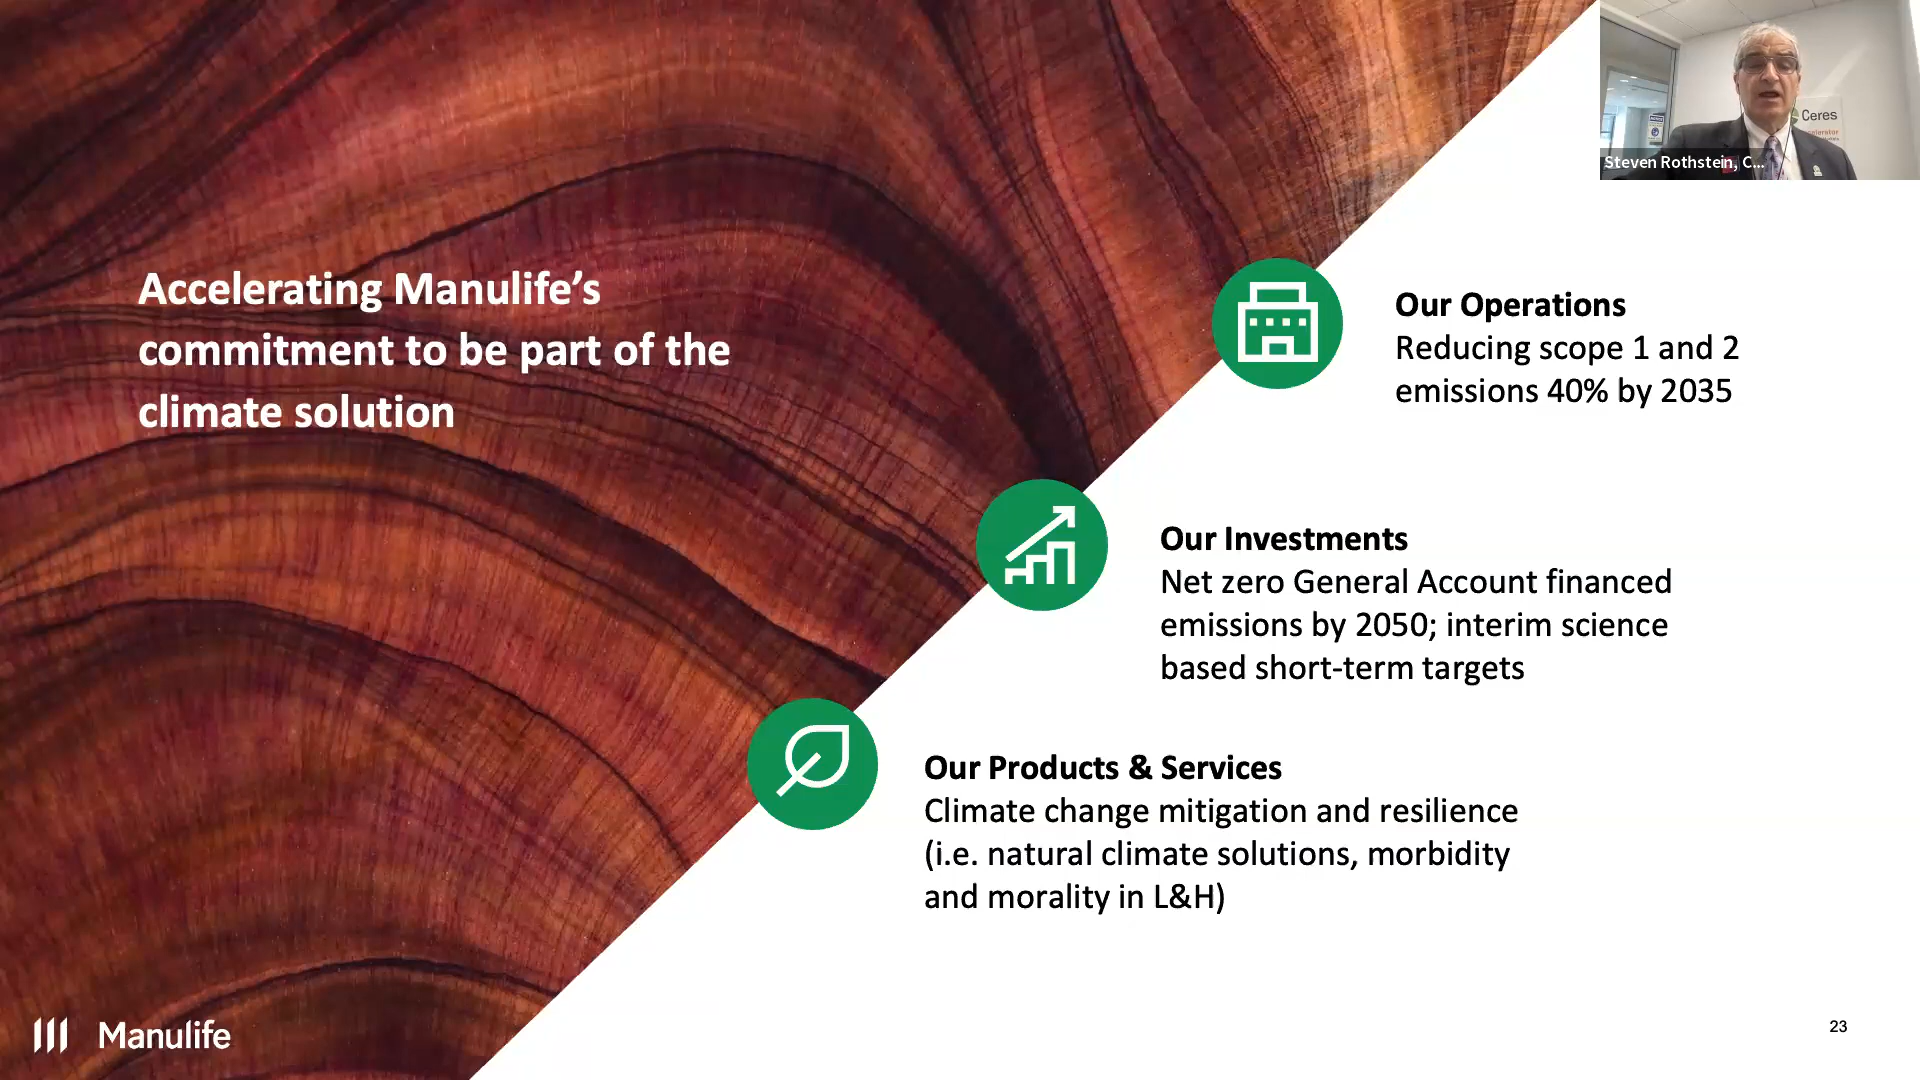 Accelerating Manulife’s
commitment to be part of the
climate solution
Our Operations
Reducing scope 1 and 2
emissions 40% by 2035
Our Investments
Net zero General Account financed
emissions by 2050; interim science
based short-term targets
Our Products & Services
Climate change mitigation and resilience
(i.e. natural climate solutions, morbidity
and morality in L&H)
Manulife
23
Ceres
Steven Rothstein, C...